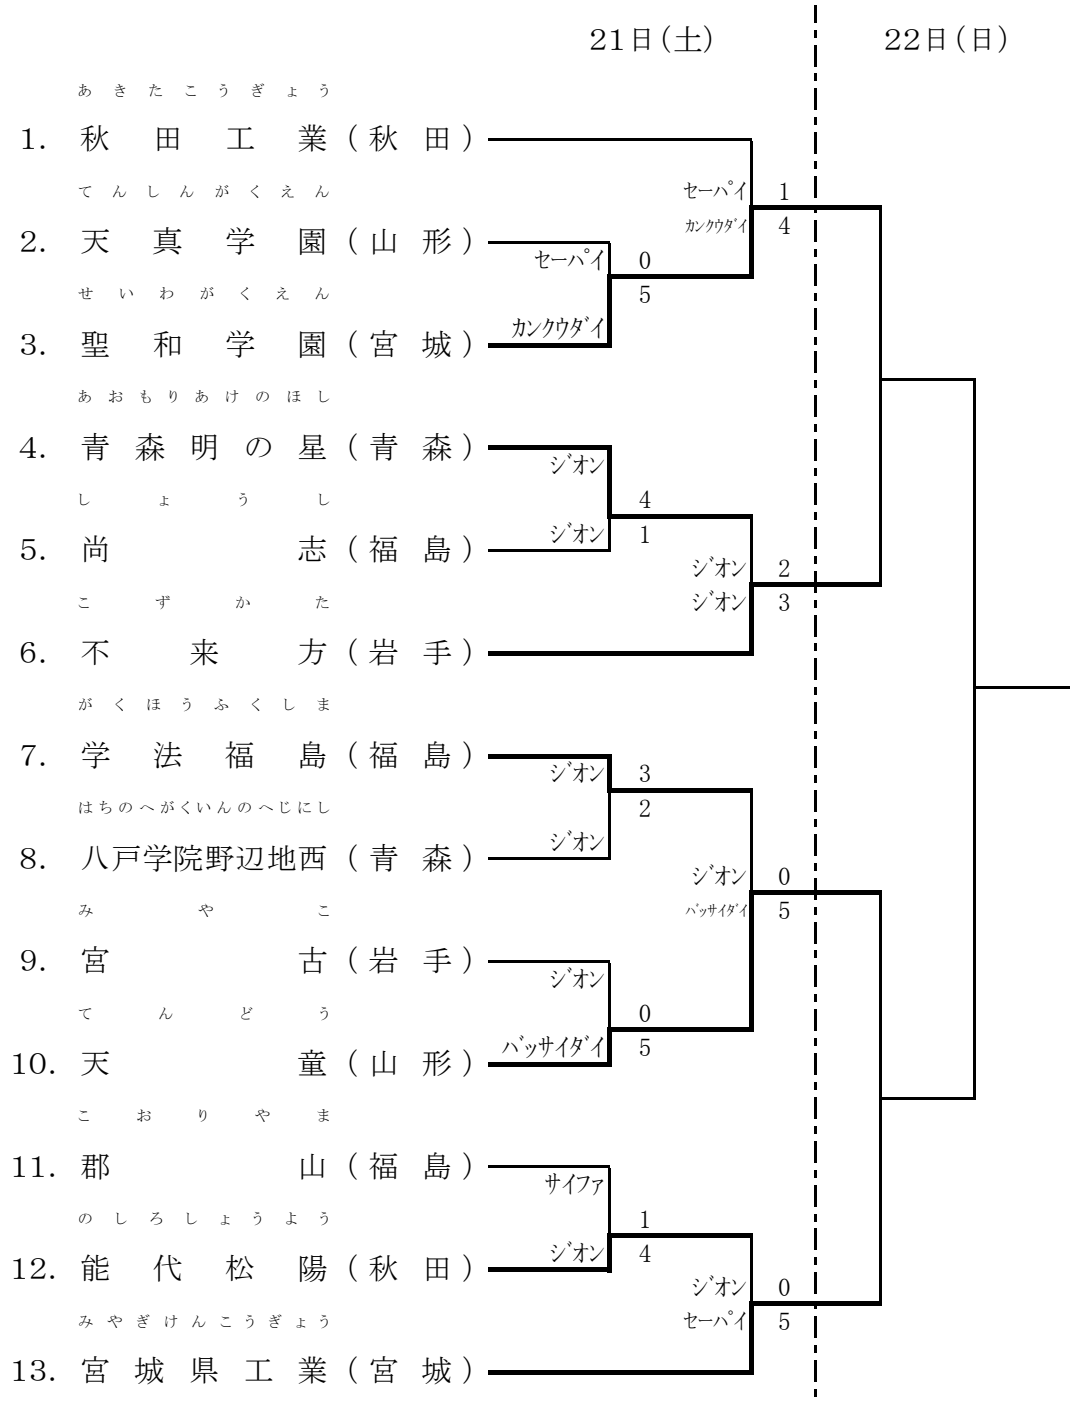 21日(土) 22日(日)
あきたこうぎょう
1. 秋田工業(秋田)
てんしんがくえん
セーパイ 1
カンクウダイ 4
2. 天真学園(山形)
セーパイ 0
せいわがくえん
5
カンクウダイ
3. 聖和学園(宮城)
あおもりあけのほし
4. 青森明の星(青森)
ジオン
しょうし
4
ジオン 1
5. 尚志(福島)
ジオン 2
こずかた
ジオン 3
6. 不来方(岩手)
がくほうふくしま
7. 学法福島(福島)
ジオン 3
はちのへがくいんのへじにし
2
ジオン
8. 八戸学院野辺地西(青森)
ジオン 0
みやこ
バッサイダイ 5
9. 宮古(岩手)
ジオン
てんどう
0
バッサイダイ 5
10. 天童(山形)
こおりやま
11. 郡山(福島)
サイファ
のしろしょうよう
1
ジオン 4
12. 能代松陽(秋田)
ジオン 0
みやぎけんこうぎょう
セーパイ 5
13. 宮城県工業(宮城)